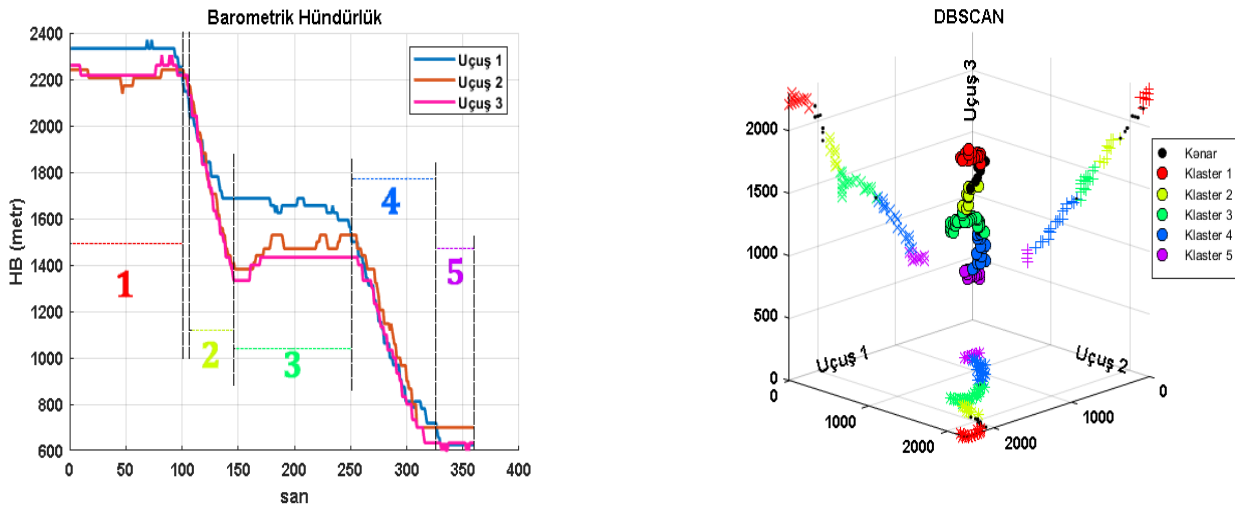 Barometrik Hündürlük
2400
2200
2000
1800
1600
1400
1200
1000
800
600
HB (metr)
0 50 100 150 200 250 300 350 400
san
Uçuş 1
Uçuş 2
Uçuş 3
1
2
3
4
5
DBSCAN
Uçuş 3
2000
1500
1000
500
0
Uçuş 1
0
1000
2000
Uçuş 2
2000
1000
0
Kənar
Klaster 1
Klaster 2
Klaster 3
Klaster 4
Klaster 5